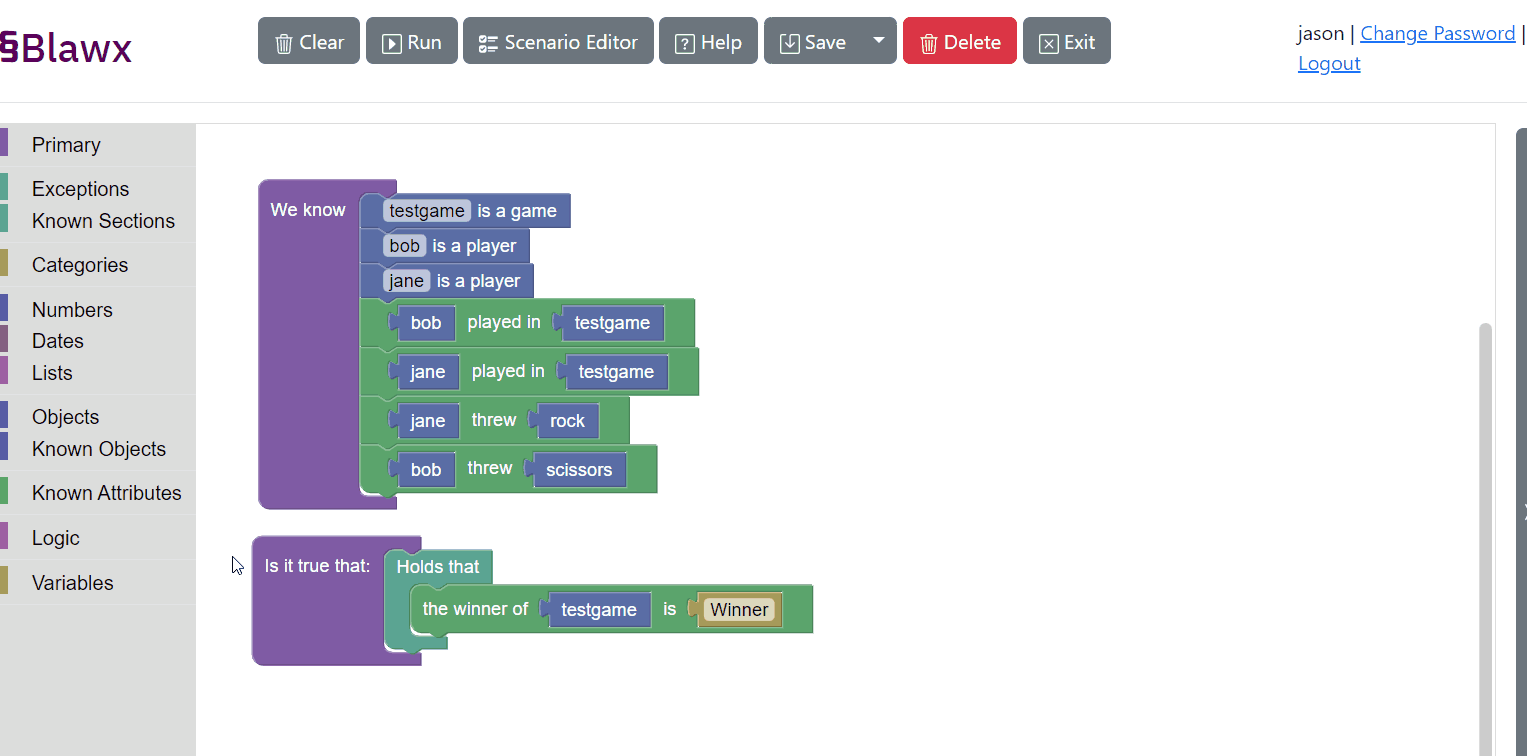 §Blawx
Clear Run Scenario Editor Help Save Delete Exit
jason | Change Password |
Logout
Primary
Exceptions
Known Sections
Categories
Numbers
Dates
Lists
Objects
Known Objects
Known Attributes
Logic
Variables
We know
testgame is a game
bob is a player
jane is a player
bob played in testgame
jane played in testgame
jane threw rock
bob threw scissors
Is it true that: Holds that
the winner of testgame is Winner